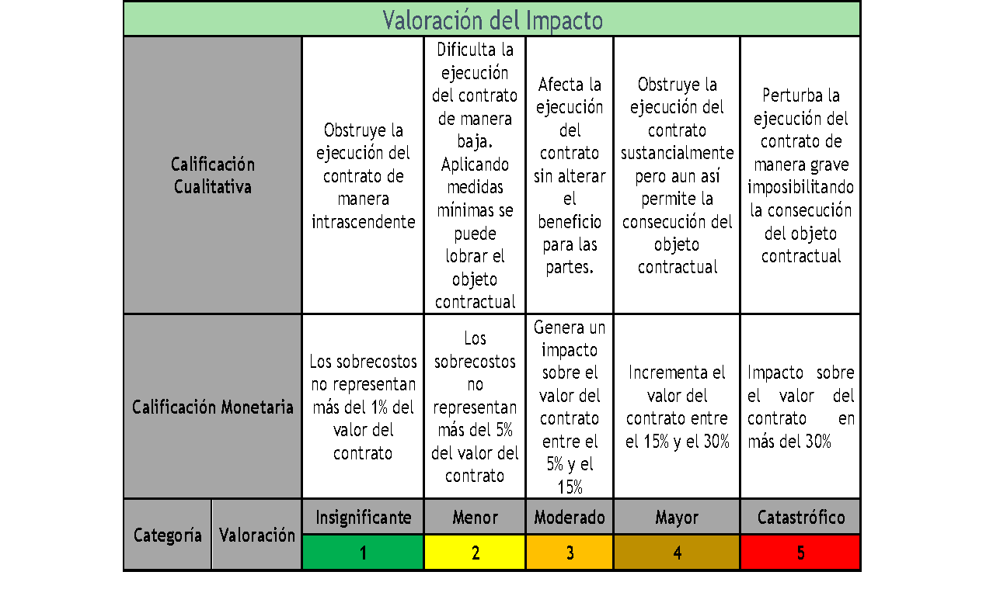 Valoración del Impacto
Calificación
Cualitativa
Obstruye la
ejecución del
contrato de
manera
intrascendente
Dificulta la
ejecución
del contrato
de manera
baja.
Aplicando
medidas
mínimas se
puede
lobrar el
objeto
contractual
Afecta la
ejecución
del
contrato
sin alterar
el
beneficio
para las
partes.
Obstruye la
ejecución del
contrato
sustancialmente
pero aun así
permite la
consecución del
objeto
contractual
Perturba la
ejecución del
contrato de
manera grave
imposibilitando
la consecución
del objeto
contractual
Calificación Monetaria
Los sobrecostos
no representan
más del 1% del
valor del
contrato
Los
sobrecostos
no
representan
más del 5%
del valor del
contrato
Genera un
impacto
sobre el
valor del
contrato
entre el
5% y el
15%
Incrementa el
valor del
contrato entre
el 15% y el 30%
Impacto sobre
el valor del
contrato en
más del 30%
Categoría
Valoración
Insignificante
Menor
Moderado
Mayor
Catastrófico
1
2
3
4
5